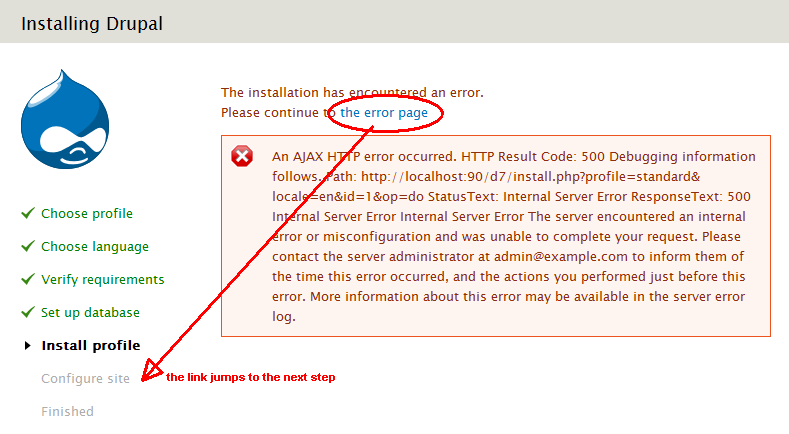 Installing Drupal
The installation has encountered an error.
Please continue to the error page
An AJAX HTTP error occurred. HTTP Result Code: 500 Debugging information
follows. Path: http://localhost:90/d7/install.php?profile=standard&
locale=en&id=1&op=do StatusText: Internal Server Error ResponseText: 500
Internal Server Error Internal Server Error The server encountered an internal
error or misconfiguration and was unable to complete your request. Please
contact the server administrator at admin@example.com to inform them of
the time this error occurred, and the actions you performed just before this
error. More information about this error may be available in the server error
log.
Choose profile
Choose language
Verify requirements
Set up database
Install profile
Configure site
the link jumps to the next step
Finished